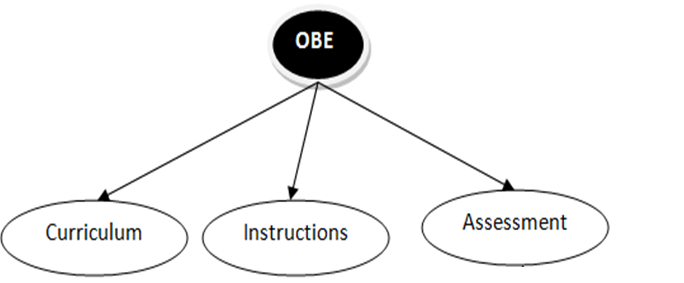 OBE
Curriculum
Instructions
Assessment